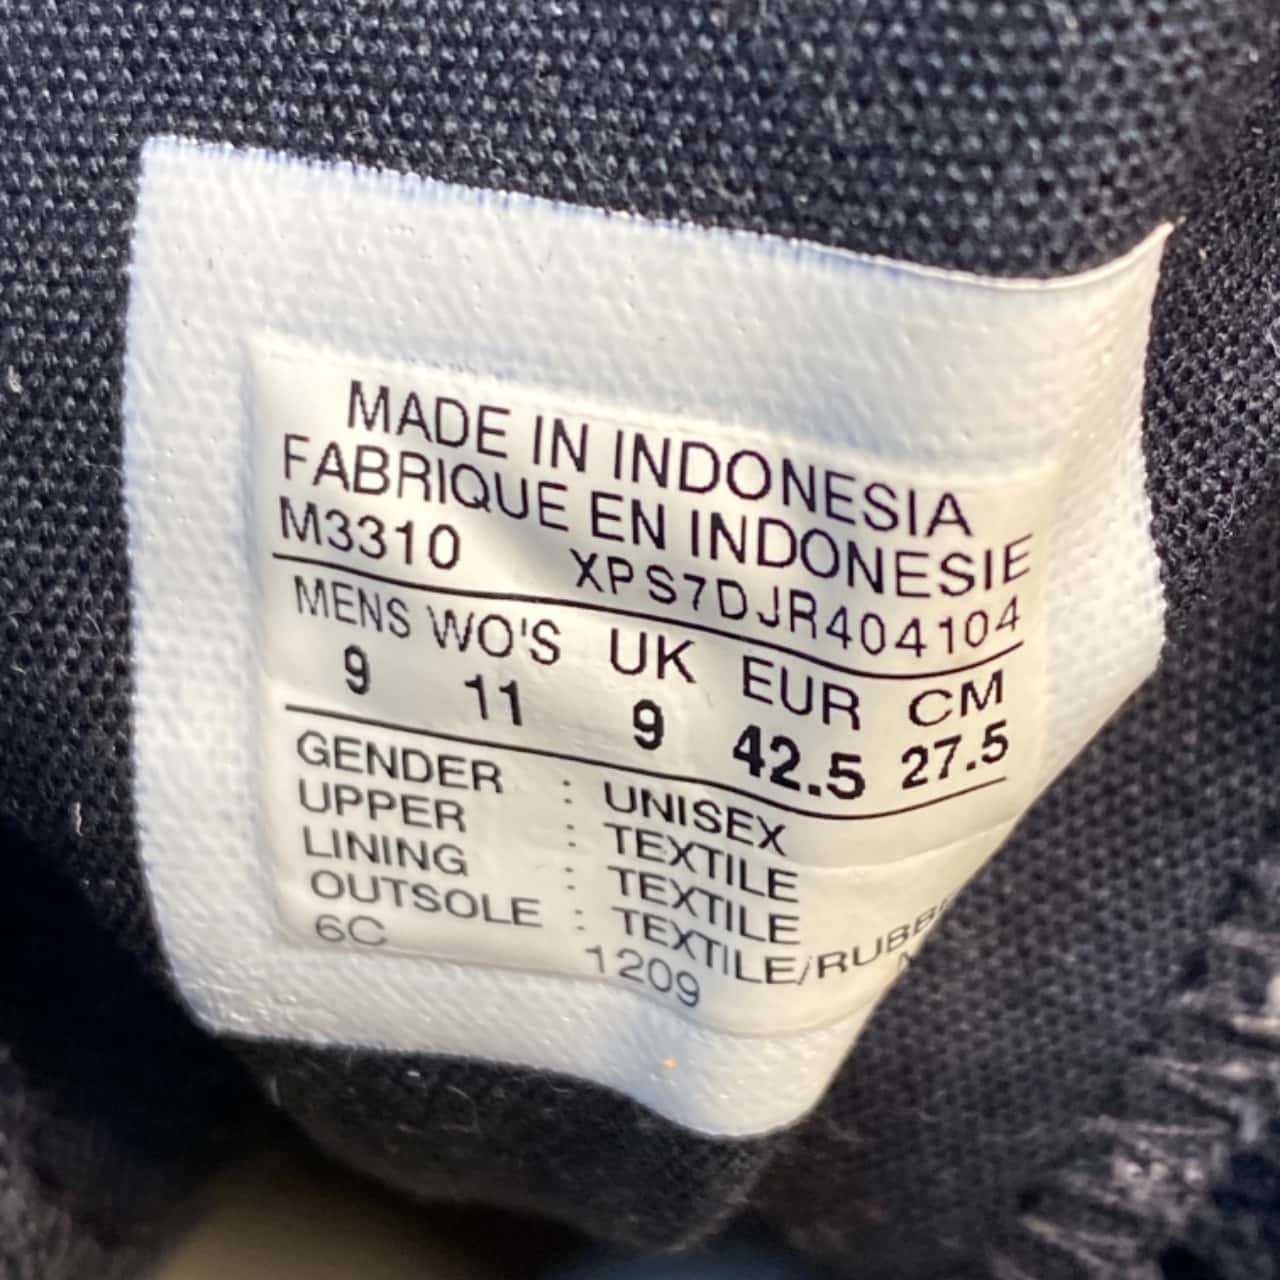 MADE IN INDONESIA
FABRIQUE EN INDONESIE
M3310 XPS7DJR404104
MENS WO'S UK EUR CM
9 11 9 42.5 27.5
GENDER : UNISEX
UPPER : TEXTILE
LINING : TEXTILE
OUTSOLE : TEXTILE/RUBB
6C 1209